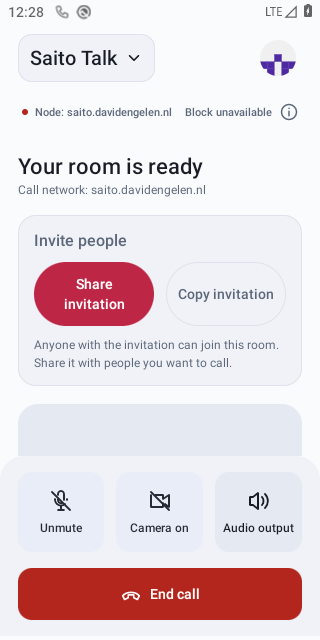 12:28
LTE
Saito Talk
Node: saito.davidengelen.nl Block unavailable
Your room is ready
Call network: saito.davidengelen.nl
Invite people
Share
invitation
Copy invitation
Anyone with the invitation can join this room.
Share it with people you want to call.
Unmute
Camera on
Audio output
End call